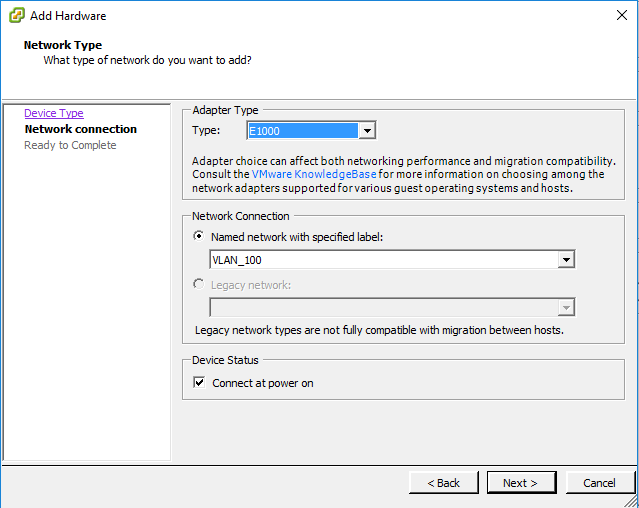 Add Hardware
Network Type
What type of network do you want to add?
Device Type
Network connection
Ready to Complete
Adapter Type
Type:
E1000
Adapter choice can affect both networking performance and migration compatibility.
Consult the VMware KnowledgeBase for more information on choosing among the
network adapters supported for various guest operating systems and hosts.
Network Connection
Named network with specified label:
VLAN_100
Legacy network:
Legacy network types are not fully compatible with migration between hosts.
Device Status
Connect at power on
< Back
Next >
Cancel